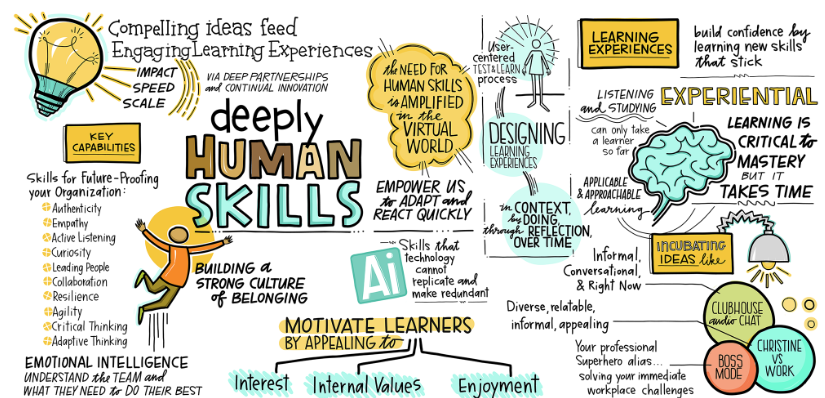 Compelling ideas feed
Engaging Learning Experiences
IMPACT
SPEED
SCALE
VIA DEEP PARTNERSHIPS
and CONTINUAL INNOVATION
KEY
CAPABILITIES
Skills for Future-Proofing
your Organization:
Authenticity
Empathy
Active Listening
Curiosity
Leading People
Collaboration
Resilience
Agility
Critical Thinking
Adaptive Thinking
EMOTIONAL INTELLIGENCE
UNDERSTAND the TEAM and
WHAT THEY NEED to DO THEIR BEST
deeply
HUMAN
SKILLS
BUILDING a
STRONG CULTURE
of BELONGING
the NEED FOR
HUMAN SKILLS
is AMPLIFIED
in the
VIRTUAL
WORLD
EMPOWER US
to ADAPT and
REACT QUICKLY
Ai
Skills that
technology
cannot
replicate and
make redundant
MOTIVATE LEARNERS
BY APPEALING to
Interest
Internal Values
Enjoyment
User-
centered
TEST & LEARN
process
DESIGNING
LEARNING
EXPERIENCES
in CONTEXT,
by DOING,
through REFLECTION,
OVER TIME
LEARNING
EXPERIENCES
build confidence by
learning new skills
that stick
LISTENING
and STUDYING
can only take
a learner
so far
EXPERIENTIAL
LEARNING IS
CRITICAL to
MASTERY
BUT IT
TAKES TIME
APPLICABLE
& APPROACHABLE
learning
INCUBATING
IDEAS like
Informal,
Conversational,
& Right Now
CLUBHOUSE
audio CHAT
Diverse, relatable,
informal, appealing
CHRISTINE
VS
WORK
Your professional
Superhero alias...
solving your immediate
workplace challenges
BOSS
MODE